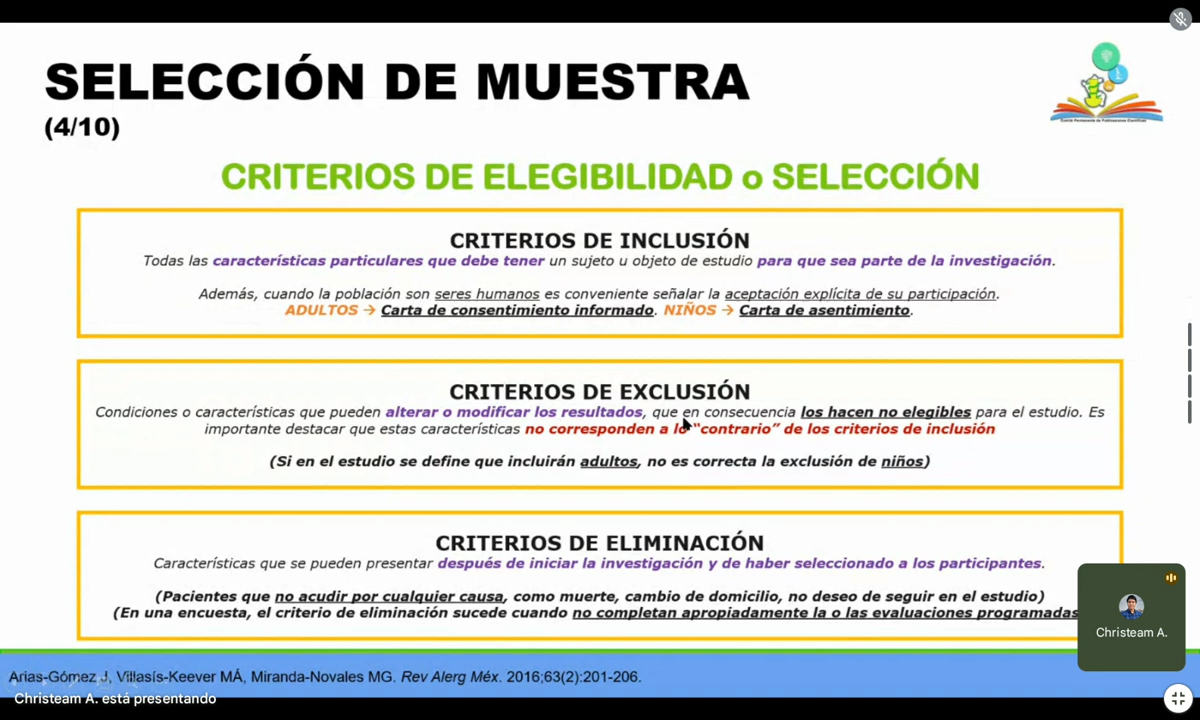 SELECCIÓN DE MUESTRA
(4/10)
CRITERIOS DE ELEGIBILIDAD o SELECCIÓN
CRITERIOS DE INCLUSIÓN
Todas las características particulares que debe tener un sujeto u objeto de estudio para que sea parte de la investigación.
Además, cuando la población son seres humanos es conveniente señalar la aceptación explícita de su participación.
ADULTOS → Carta de consentimiento informado. NIÑOS → Carta de asentimiento.
CRITERIOS DE EXCLUSIÓN
Condiciones o características que pueden alterar o modificar los resultados, que en consecuencia los hacen no elegibles para el estudio. Es
importante destacar que estas características no corresponden a lo “contrario” de los criterios de inclusión
(Si en el estudio se define que incluirán adultos, no es correcta la exclusión de niños)
CRITERIOS DE ELIMINACIÓN
Características que se pueden presentar después de iniciar la investigación y de haber seleccionado a los participantes.
(Pacientes que no acudir por cualquier causa, como muerte, cambio de domicilio, no deseo de seguir en el estudio)
(En una encuesta, el criterio de eliminación sucede cuando no completan apropiadamente la o las evaluaciones programadas
Christeam A.
Arias-Gómez J, Villasís-Keever MÁ, Miranda-Novales MG. Rev Alerg Méx. 2016;63(2):201-206.
Christeam A. está presentando